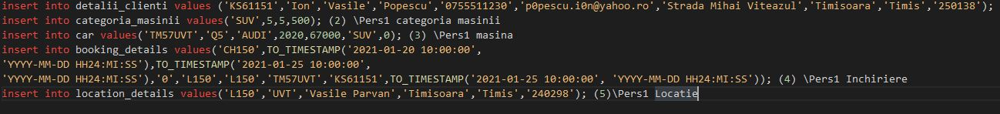 insert into detalii_clienti values ('KS61151','Ion','Vasile','Popescu','0755511230','p0pescu.i0n@yahoo.ro','Strada Mihai Viteazul','Timisoara','Timis','250138');
insert into categoria_masinii values('SUV',5,5,500); (2) \Pers1 categoria masinii
insert into car values('TM57UVT','Q5','AUDI',2020,67000,'SUV',0); (3) \Pers1 masina
insert into booking_details values('CH150',TO_TIMESTAMP('2021-01-20 10:00:00',
'YYYY-MM-DD HH24:MI:SS'),TO_TIMESTAMP('2021-01-25 10:00:00',
'YYYY-MM-DD HH24:MI:SS'),'0','L150','L150','TM57UVT','KS61151',TO_TIMESTAMP('2021-01-25 10:00:00', 'YYYY-MM-DD HH24:MI:SS')); (4) \Pers1 Inchiriere
insert into location_details values('L150','UVT','Vasile Parvan','Timisoara','Timis','240298'); (5)\Pers1 Locatie